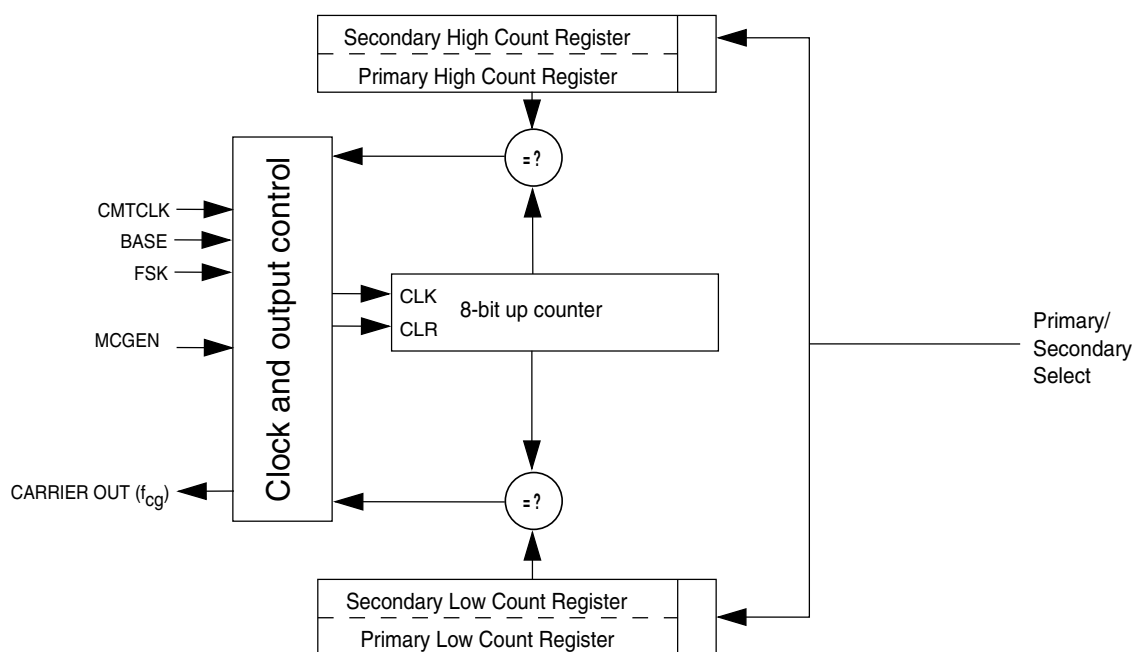 Secondary High Count Register
Primary High Count Register
= ?
Clock and output control
CMTCLK
BASE
FSK
MCGEN
CARRIER OUT (fcg)
CLK
CLR
8-bit up counter
Primary/
Secondary
Select
= ?
Secondary Low Count Register
Primary Low Count Register